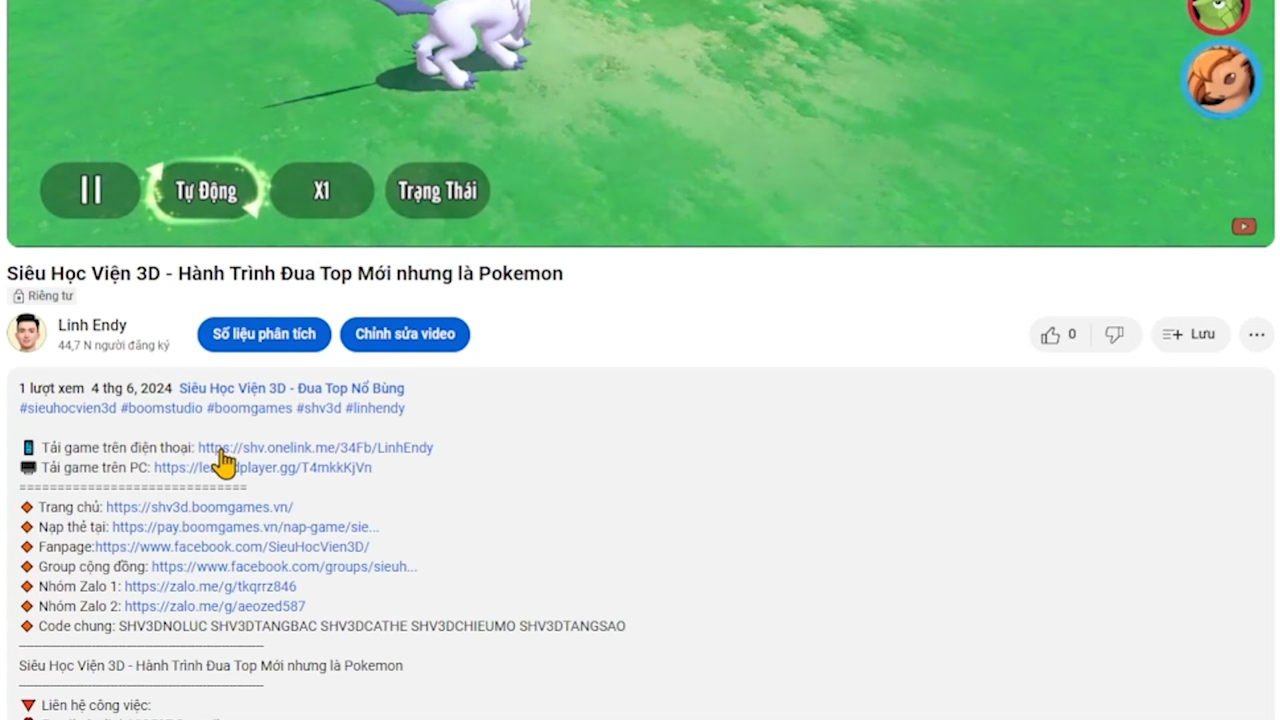 Tự Động
X1
Trạng Thái
Siêu Học Viện 3D - Hành Trình Đua Top Mới nhưng là Pokemon
Riêng tư
Linh Endy
44,7 N người đăng ký
Số liệu phân tích
Chỉnh sửa video
0
Lưu
1 lượt xem 4 thg 6, 2024 Siêu Học Viện 3D - Đua Top Nổ Bùng
#sieuhocvien3d #boomstudio #boomgames #shv3d #linhendy
Tải game trên điện thoại: https://shv.onelink.me/34Fb/LinhEndy
Tải game trên PC:
==============================
Trang chủ: https://shv3d.boomgames.vn/
Nạp thẻ tại: https://pay.boomgames.vn/nap-game/sie...
Fanpage:https://www.facebook.com/SieuHocVien3D/
Group cộng đồng: https://www.facebook.com/groups/sieuh...
Nhóm Zalo 1: https://zalo.me/g/tkqrrz846
Nhóm Zalo 2: https://zalo.me/g/aeozed587
Code chung: SHV3DNOLUC SHV3DTANGBAC SHV3DCATHE SHV3DCHIEUMO SHV3DTANGSAO
Siêu Học Viện 3D - Hành Trình Đua Top Mới nhưng là Pokemon
Liên hệ công việc: